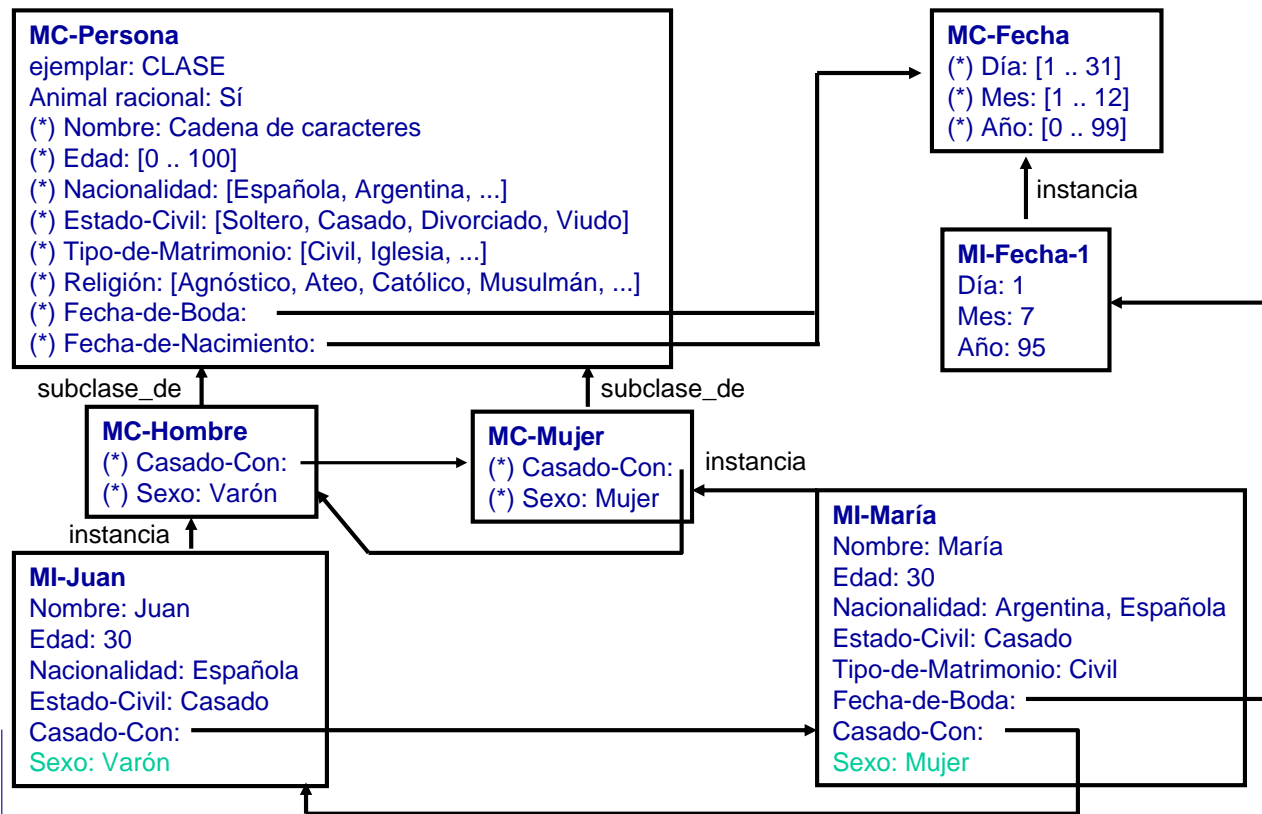 MC-Persona
ejemplar: CLASE
Animal racional: Sí
(*) Nombre: Cadena de caracteres
(*) Edad: [0 .. 100]
(*) Nacionalidad: [Española, Argentina, ...]
(*) Estado-Civil: [Soltero, Casado, Divorciado, Viudo]
(*) Tipo-de-Matrimonio: [Civil, Iglesia, ...]
(*) Religión: [Agnóstico, Ateo, Católico, Musulmán, ...]
(*) Fecha-de-Boda:
(*) Fecha-de-Nacimiento:
MC-Fecha
(*) Día: [1 .. 31]
(*) Mes: [1 .. 12]
(*) Año: [0 .. 99]
instancia
MI-Fecha-1
Día: 1
Mes: 7
Año: 95
subclase_de
subclase_de
MC-Hombre
(*) Casado-Con:
(*) Sexo: Varón
MC-Mujer
(*) Casado-Con:
(*) Sexo: Mujer
instancia
instancia
MI-Juan
Nombre: Juan
Edad: 30
Nacionalidad: Española
Estado-Civil: Casado
Casado-Con:
Sexo: Varón
MI-María
Nombre: María
Edad: 30
Nacionalidad: Argentina, Española
Estado-Civil: Casado
Tipo-de-Matrimonio: Civil
Fecha-de-Boda:
Casado-Con:
Sexo: Mujer